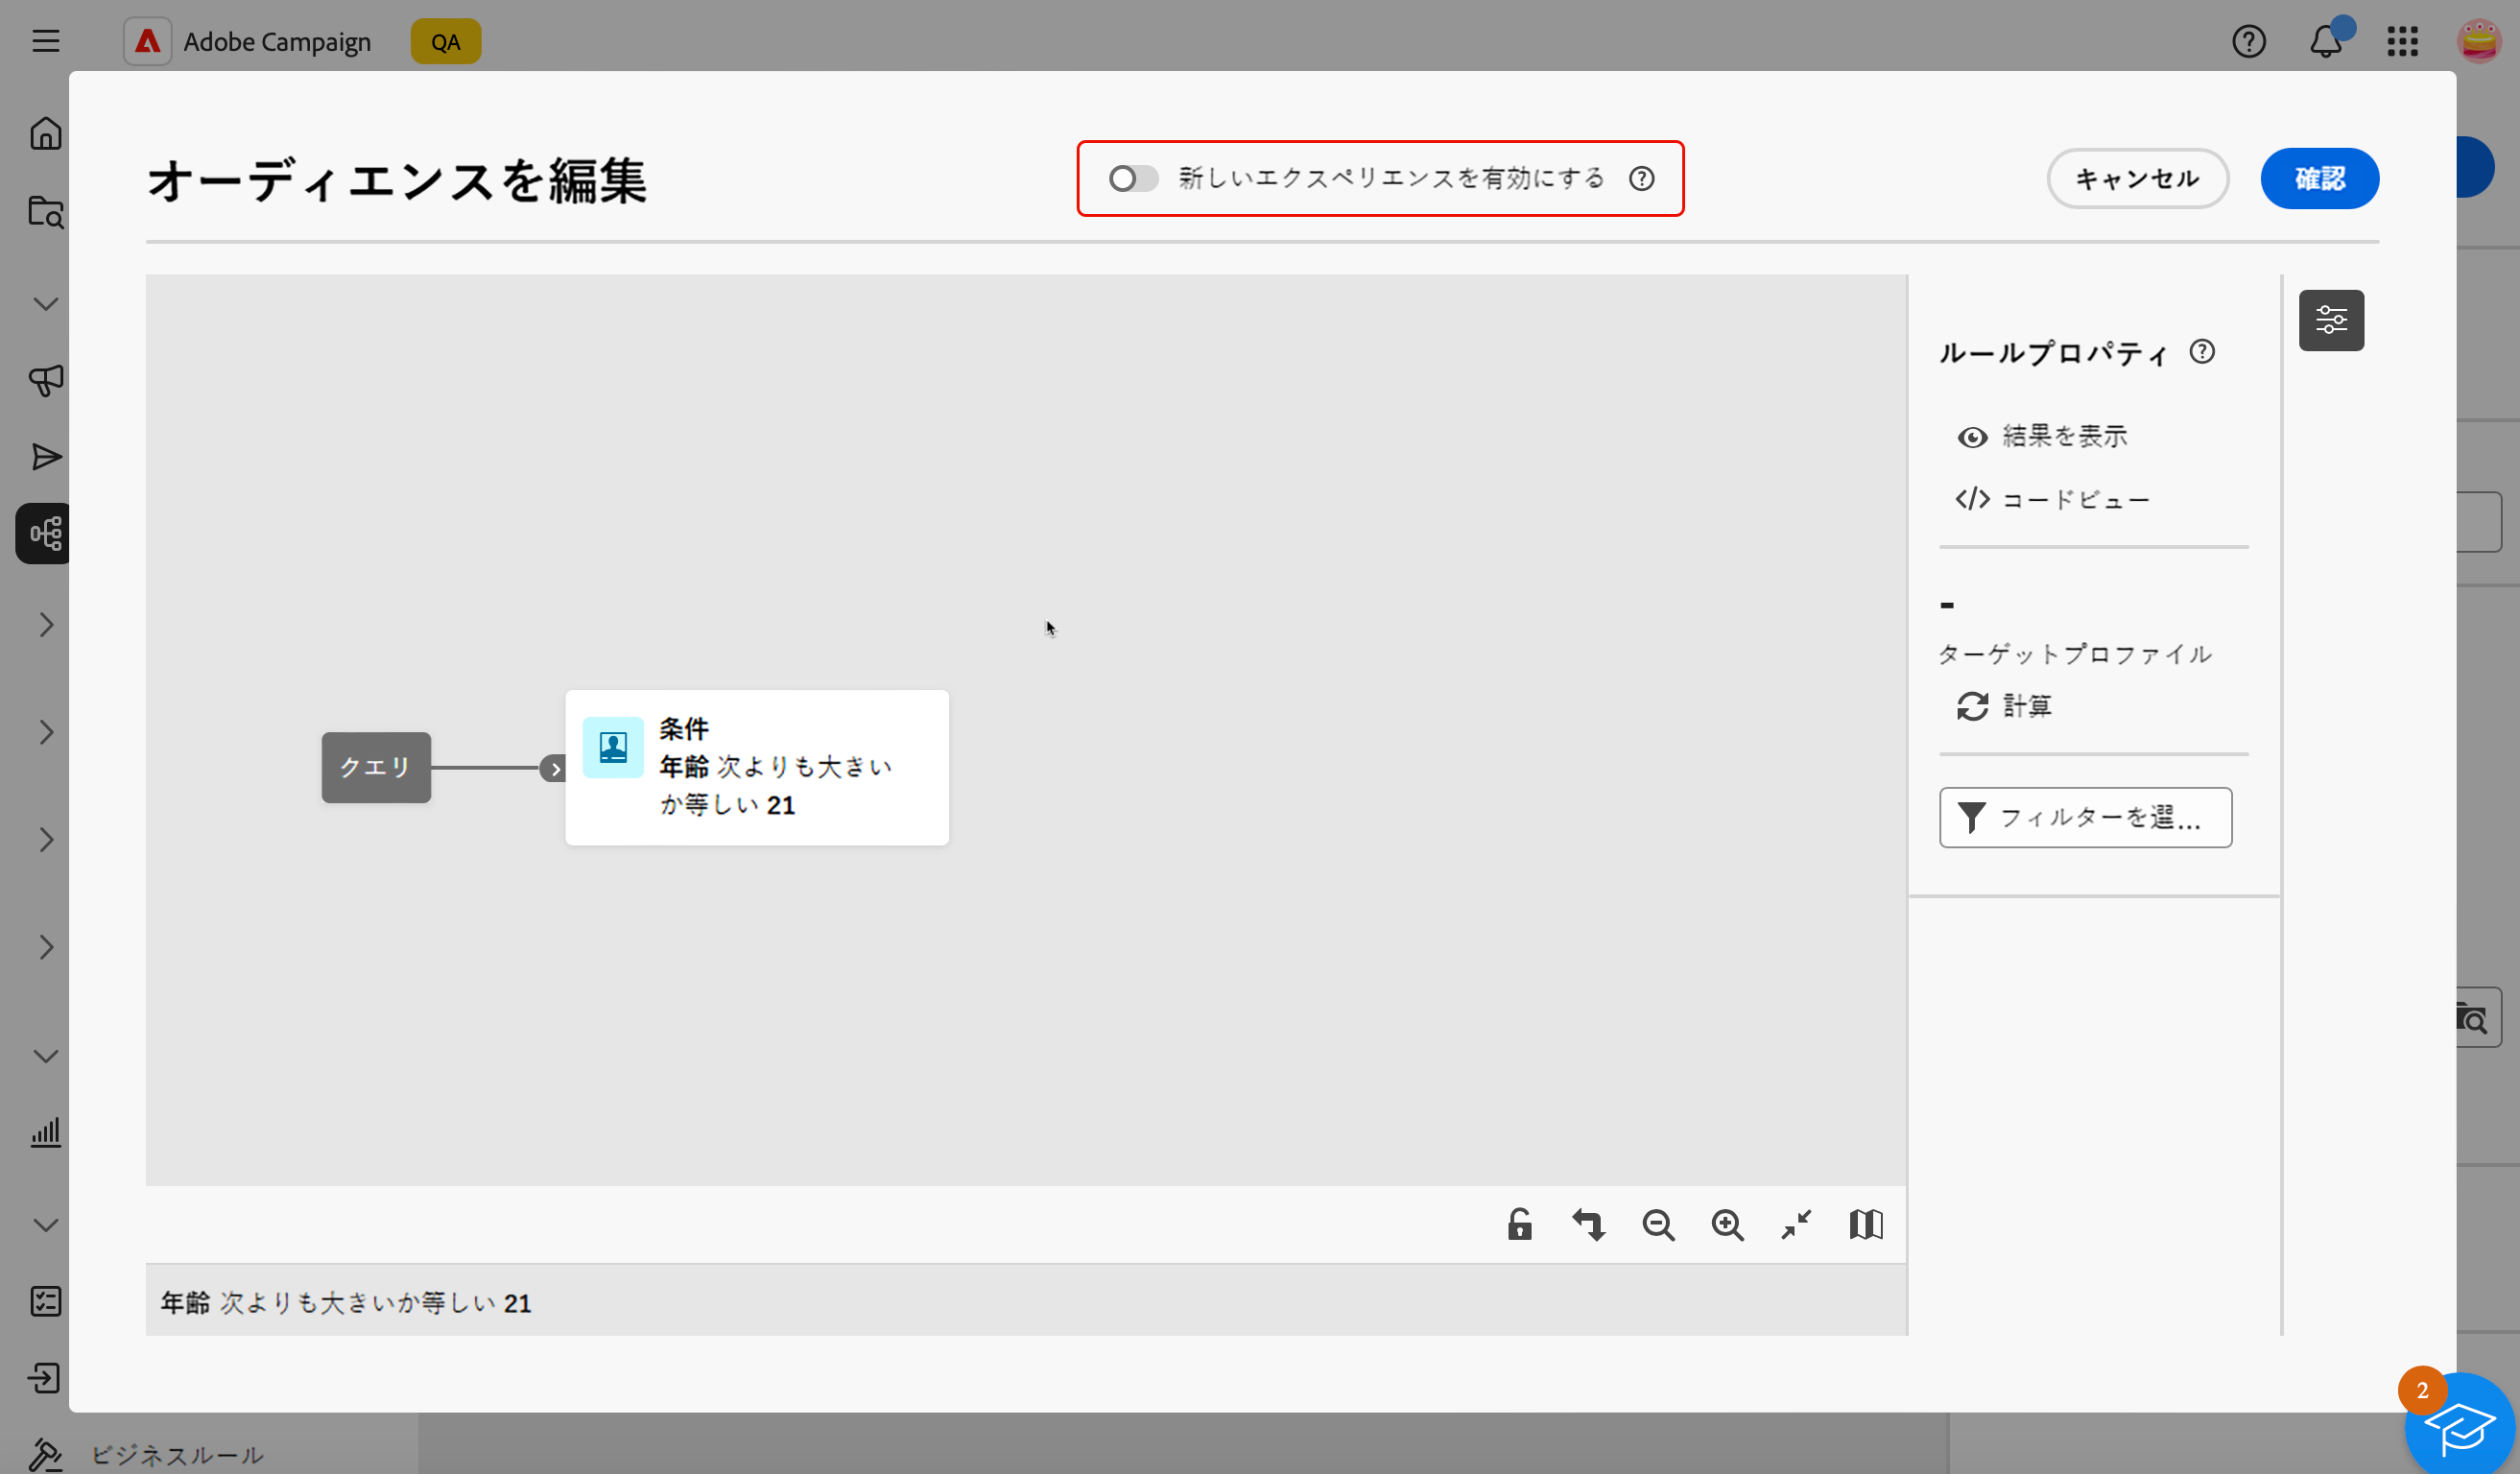 Adobe Campaign
QA
オーディエンスを編集
新しいエクスペリエンスを有効にする
キャンセル
確認
ルールプロパティ
結果を表示
コードビュー
-
ターゲットプロファイル
計算
フィルターを選...
クエリ
条件
年齢 次よりも大きい
か等しい 21
年齢 次よりも大きいか等しい 21
2
ビジネスルール